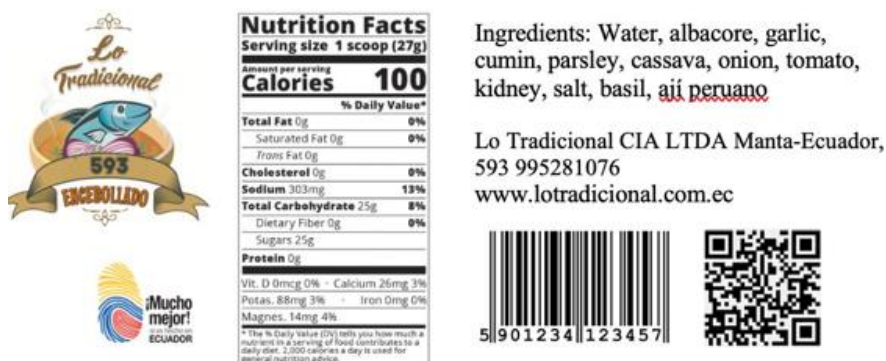 Lo
Tradicional
593
ENCEBOLLADO
¡Mucho
mejor!
ECUADOR
Nutrition Facts
Serving size 1 scoop (27g)
Amount per serving
Calories 100
% Daily Value*
Total Fat 0g 0%
Saturated Fat 0g 0%
Trans Fat 0g
Cholesterol 0g 0%
Sodium 303mg 13%
Total Carbohydrate 25g 8%
Dietary Fiber 0g 0%
Sugars 25g
Protein 0g
Vit. D 0mcg 0% · Calcium 26mg 3%
Potas. 88mg 3% · Iron 0mg 0%
Magnes. 14mg 4%
* The % Daily Value (DV) tells you how much a
nutrient in a serving of food contributes to a
daily diet. 2,000 calories a day is used for
general nutrition advice.
Ingredients: Water, albacore, garlic,
cumin, parsley, cassava, onion, tomato,
kidney, salt, basil, ají peruano
Lo Tradicional CIA LTDA Manta-Ecuador,
593 995281076
www.lotradicional.com.ec
5 901234 123457